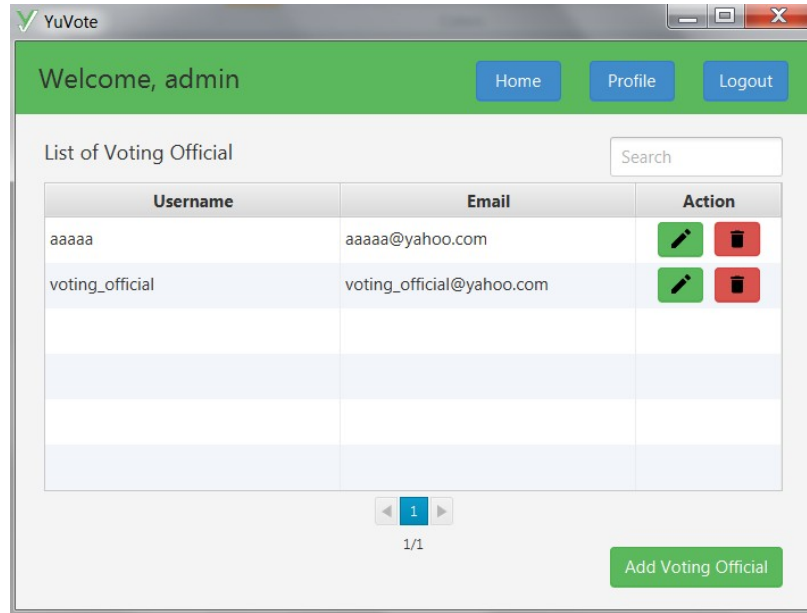 YuVote
Welcome, admin
Home
Profile
Logout
List of Voting Official
Search
Username Email Action
aaaaa aaaaa@yahoo.com
voting_official voting_official@yahoo.com
1
1/1
Add Voting Official